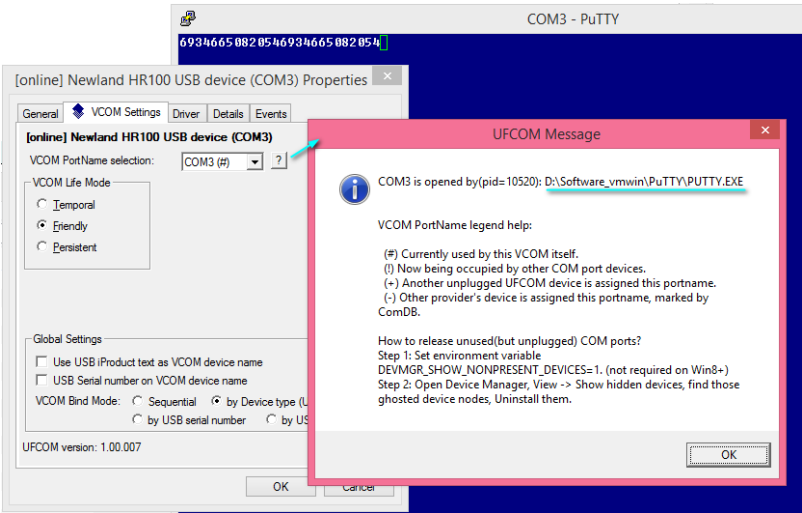 COM3 - PuTTY
69346650820546934665082054
[online] Newland HR100 USB device (COM3) Properties
General
VCOM Settings
Driver
Details
Events
[online] Newland HR100 USB device (COM3)
VCOM PortName selection:
COM3 (#)
?
VCOM Life Mode
Temporal
Friendly
Persistent
Global Settings
Use USB iProduct text as VCOM device name
USB Serial number on VCOM device name
VCOM Bind Mode:
Sequential
by Device type (U
by USB serial number
by US
UFCOM version: 1.00.007
OK
Cancel
UFCOM Message
COM3 is opened by(pid=10520): D:\Software_vmwin\PuTTY\PUTTY.EXE
VCOM PortName legend help:
(#) Currently used by this VCOM itself.
(!) Now being occupied by other COM port devices.
(+) Another unplugged UFCOM device is assigned this portname.
(-) Other provider's device is assigned this portname, marked by
ComDB.
How to release unused(but unplugged) COM ports?
Step 1: Set environment variable
DEVMGR_SHOW_NONPRESENT_DEVICES=1. (not required on Win8+)
Step 2: Open Device Manager, View -> Show hidden devices, find those
ghosted device nodes, Uninstall them.
OK